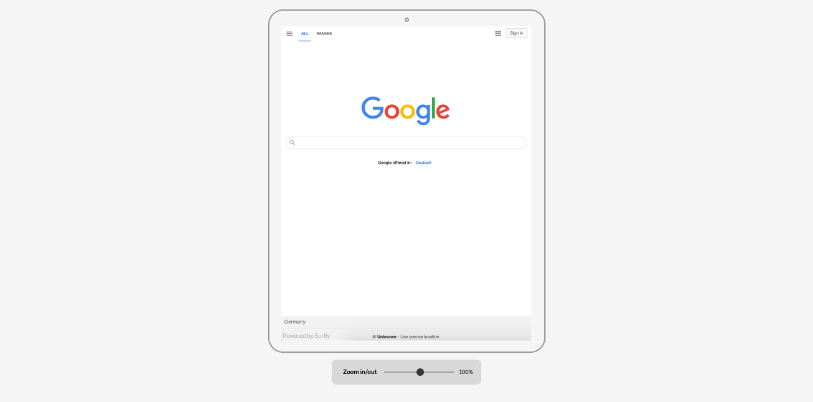 ALL IMAGES Sign in
Google
Google offered in: Deutsch
Germany
Powered by SurBy
Unknown - Use precise location
Zoom in/out 100%